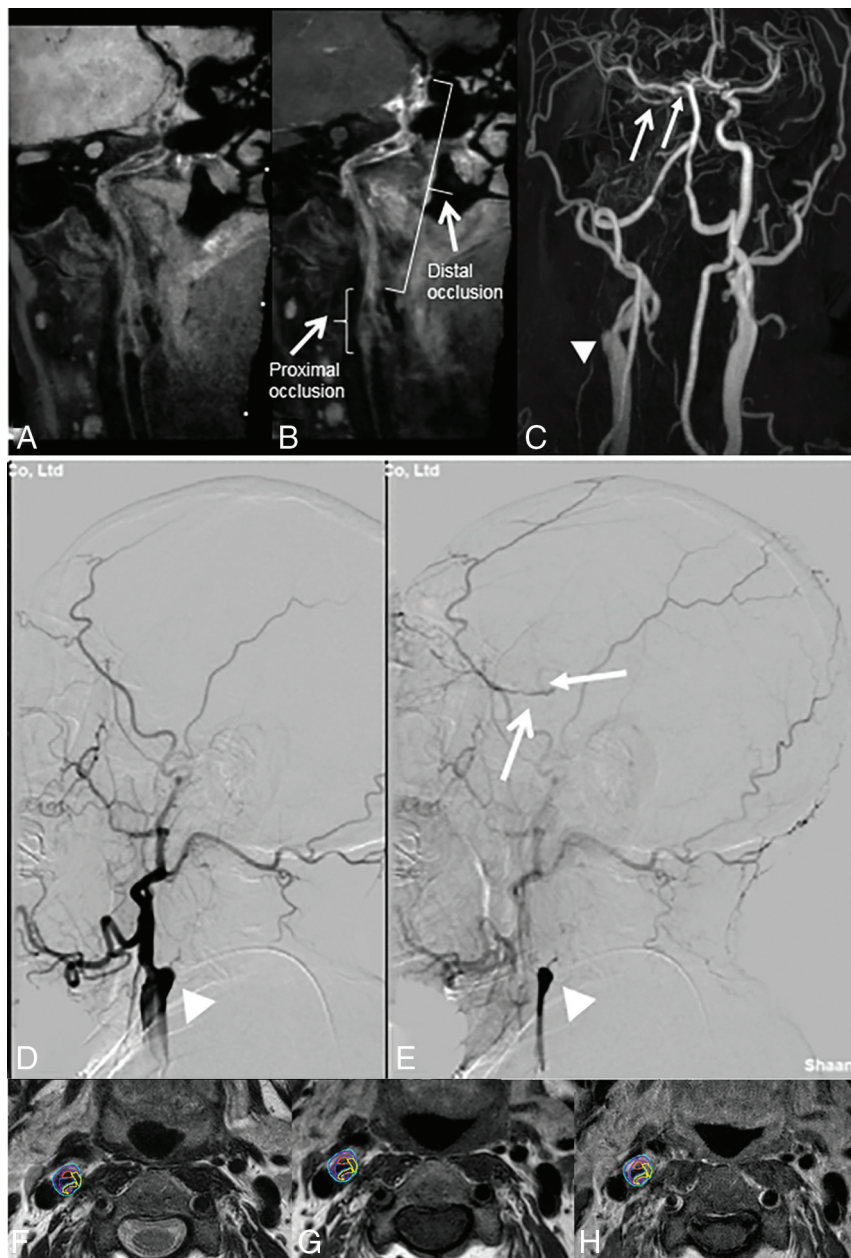 A
B
Proximal
occlusion
Distal
occlusion
C
Co, Ltd
D
Co, Ltd
E
Shaan
F
G
H